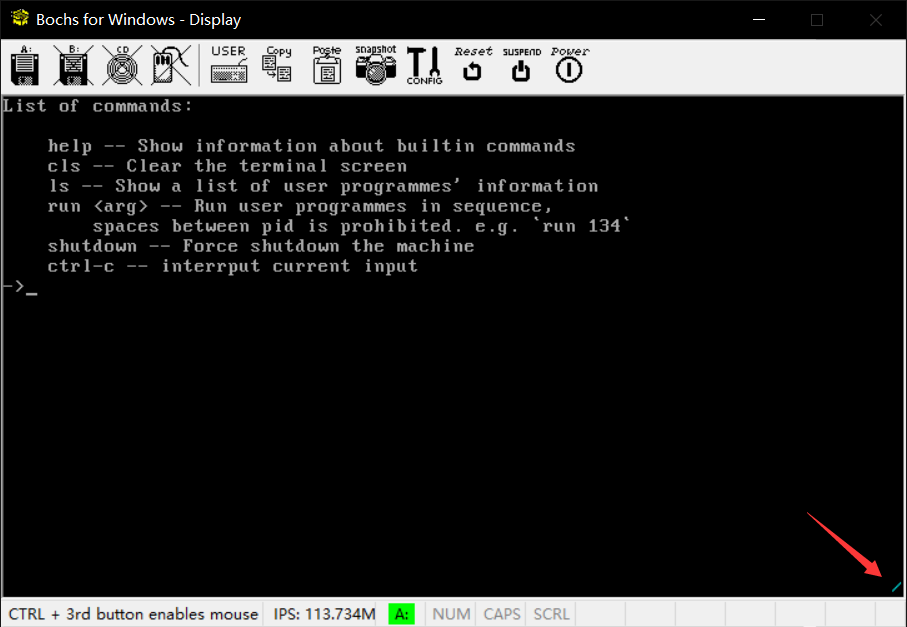 Bochs for Windows - Display
A: B: CD USER Copy Poste snapshot CONFIG Reset SUSPEND Power
List of commands:
help -- Show information about builtin commands
cls -- Clear the terminal screen
ls -- Show a list of user programmes' information
run <arg> -- Run user programmes in sequence,
spaces between pid is prohibited. e.g. `run 134`
shutdown -- Force shutdown the machine
ctrl-c -- interrput current input
->_
/
CTRL + 3rd button enables mouse IPS: 113.734M A: NUM CAPS SCRL